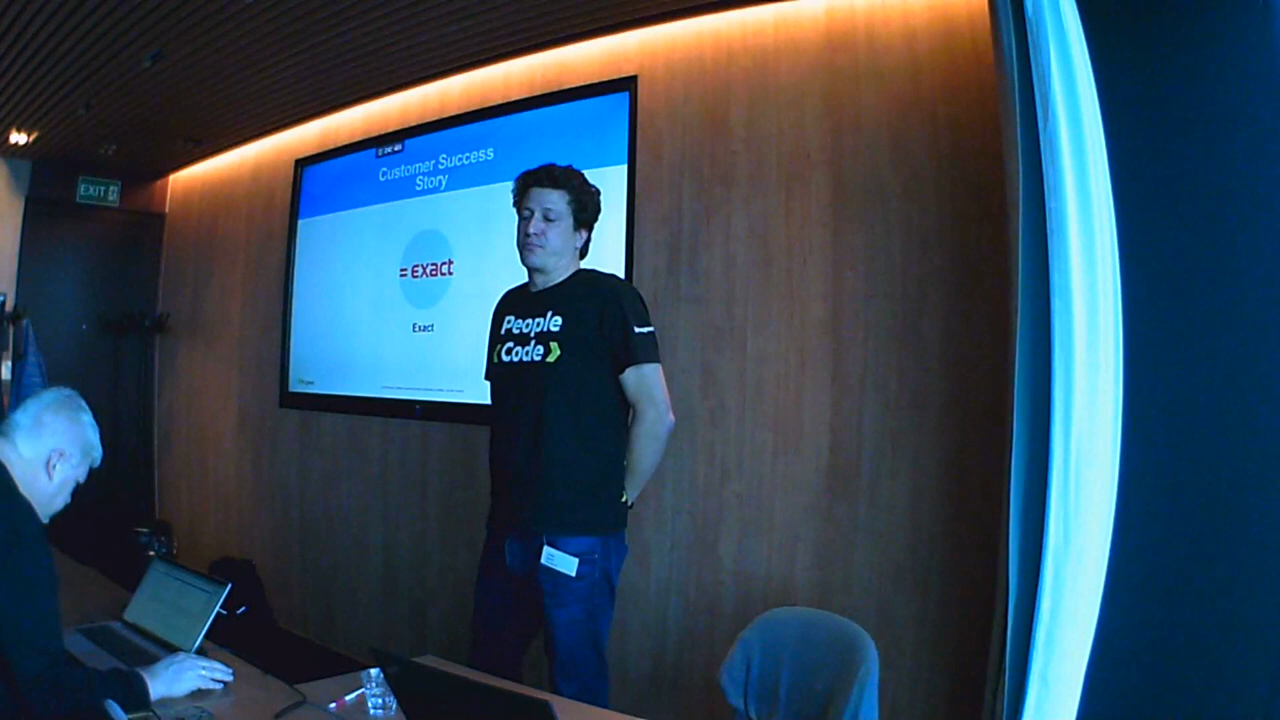 EXIT
Customer Success
Story
= exact
Exact
People
‹Code›